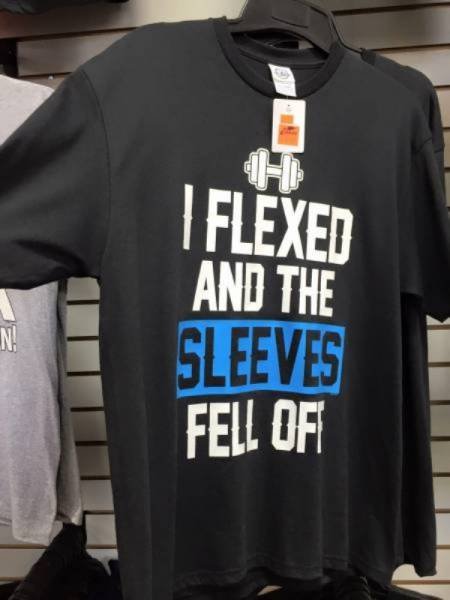 I FLEXED
AND THE
SLEEVES
FELL OFF
N!